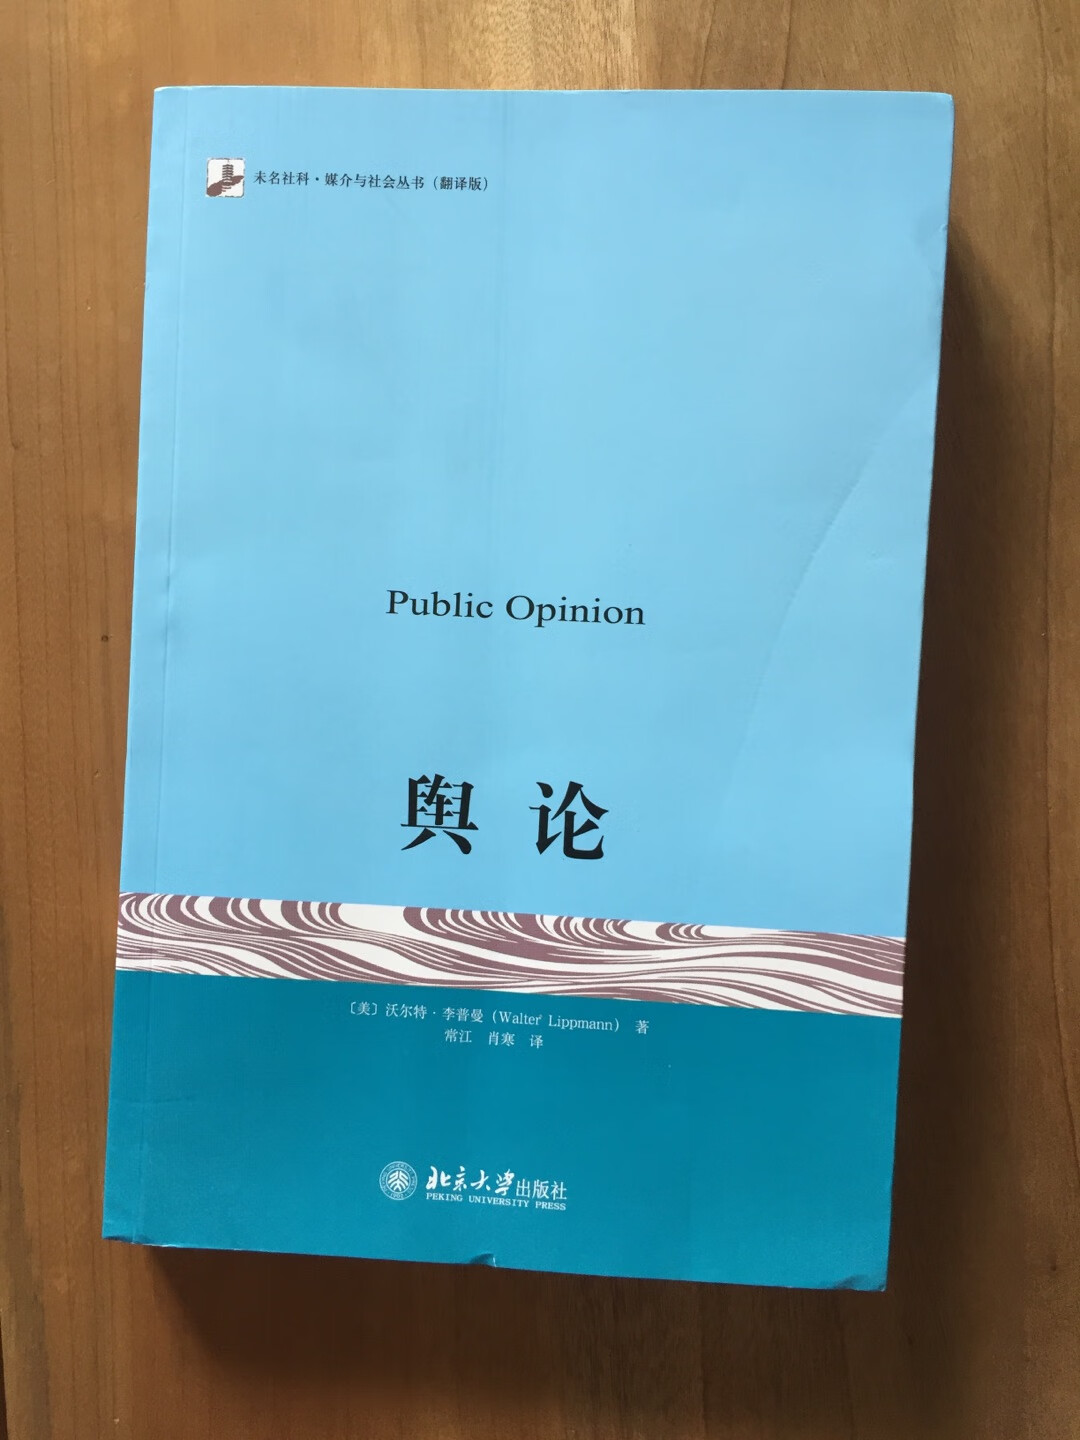 未名社科·媒介与社会丛书（翻译版）
Public Opinion
舆论
〔美〕沃尔特·李普曼（Walter Lippmann） 著
常江 肖寒 译
北京大学出版社
PEKING UNIVERSITY PRESS